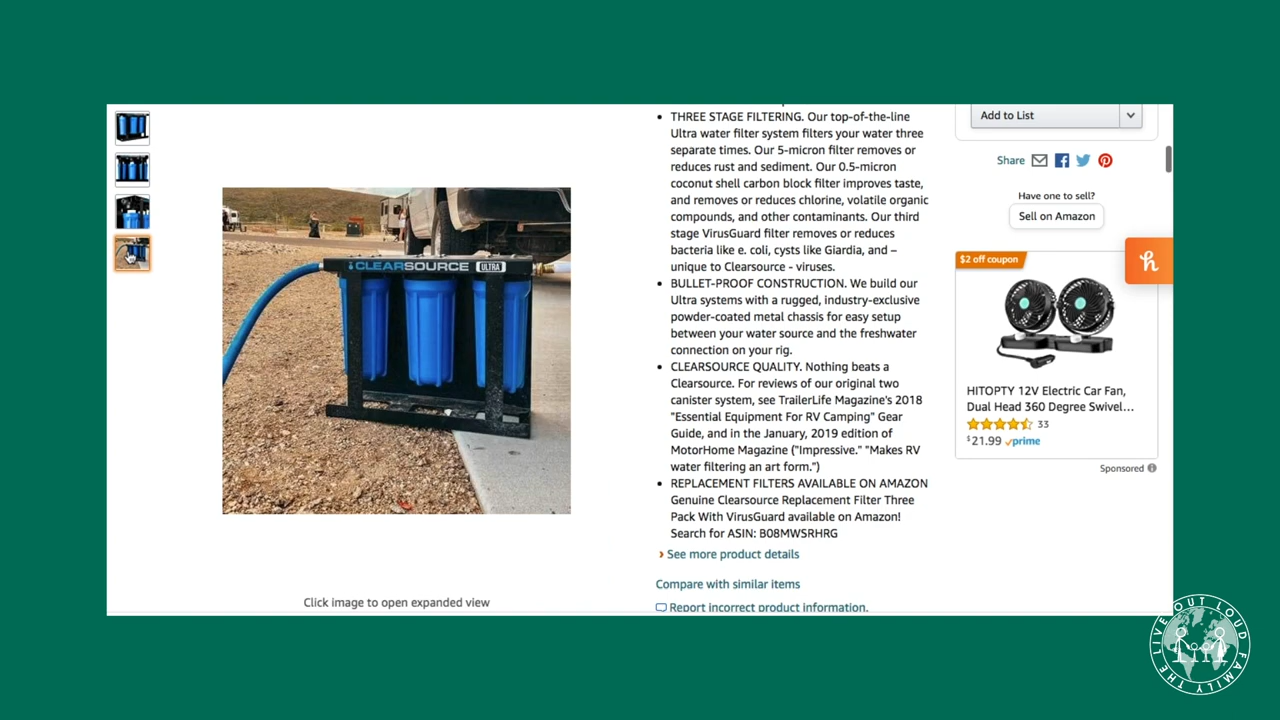 THREE STAGE FILTERING. Our top-of-the-line
Ultra water filter system filters your water three
separate times. Our 5-micron filter removes or
reduces rust and sediment. Our 0.5-micron
coconut shell carbon block filter improves taste,
and removes or reduces chlorine, volatile organic
compounds, and other contaminants. Our third
stage VirusGuard filter removes or reduces
bacteria like e. coli, cysts like Giardia, and –
unique to Clearsource - viruses.
BULLET-PROOF CONSTRUCTION. We build our
Ultra systems with a rugged, industry-exclusive
powder-coated metal chassis for easy setup
between your water source and the freshwater
connection on your rig.
CLEARSOURCE QUALITY. Nothing beats a
Clearsource. For reviews of our original two
canister system, see TrailerLife Magazine's 2018
"Essential Equipment For RV Camping" Gear
Guide, and in the January, 2019 edition of
MotorHome Magazine ("Impressive." "Makes RV
water filtering an art form.")
REPLACEMENT FILTERS AVAILABLE ON AMAZON
Genuine Clearsource Replacement Filter Three
Pack With VirusGuard available on Amazon!
Search for ASIN: B08MWSRHRG
› See more product details
Compare with similar items
Report incorrect product information.
CLEARSOURCE ULTRA
Click image to open expanded view
Add to List
Share
Have one to sell?
Sell on Amazon
$2 off coupon
h
HITOPTY 12V Electric Car Fan,
Dual Head 360 Degree Swivel...
33
$21.99 prime
Sponsored
THE LIVE OUT LOUD FAMILY